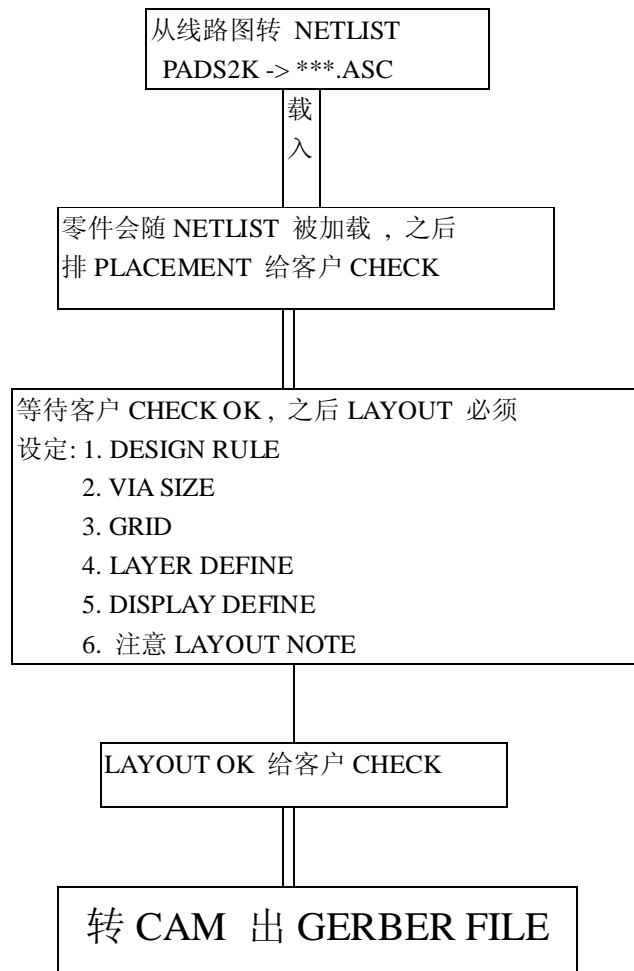 从线路图转 NETLIST
PADS2K -> ***.ASC
载
入
零件会随 NETLIST 被加载 , 之后
排 PLACEMENT 给客户 CHECK
等待客户 CHECK OK , 之后 LAYOUT 必须
设定: 1. DESIGN RULE
2. VIA SIZE
3. GRID
4. LAYER DEFINE
5. DISPLAY DEFINE
6. 注意 LAYOUT NOTE
LAYOUT OK 给客户 CHECK
转 CAM 出 GERBER FILE